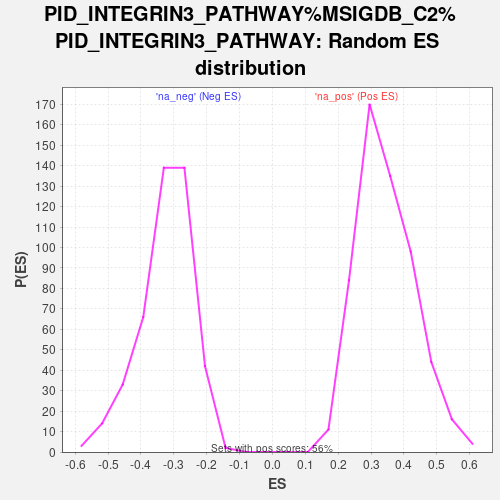 PID_INTEGRIN3_PATHWAY%MSIGDB_C2%
PID_INTEGRIN3_PATHWAY: Random ES
distribution
'na_neg' (Neg ES)
'na_pos' (Pos ES)
170
160
150
140
130
120
110
100
90
80
70
60
50
40
30
20
10
0
P(ES)
Sets with pos scores: 56%
-0.6 -0.5 -0.4 -0.3 -0.2 -0.1 0.0 0.1 0.2 0.3 0.4 0.5 0.6
ES